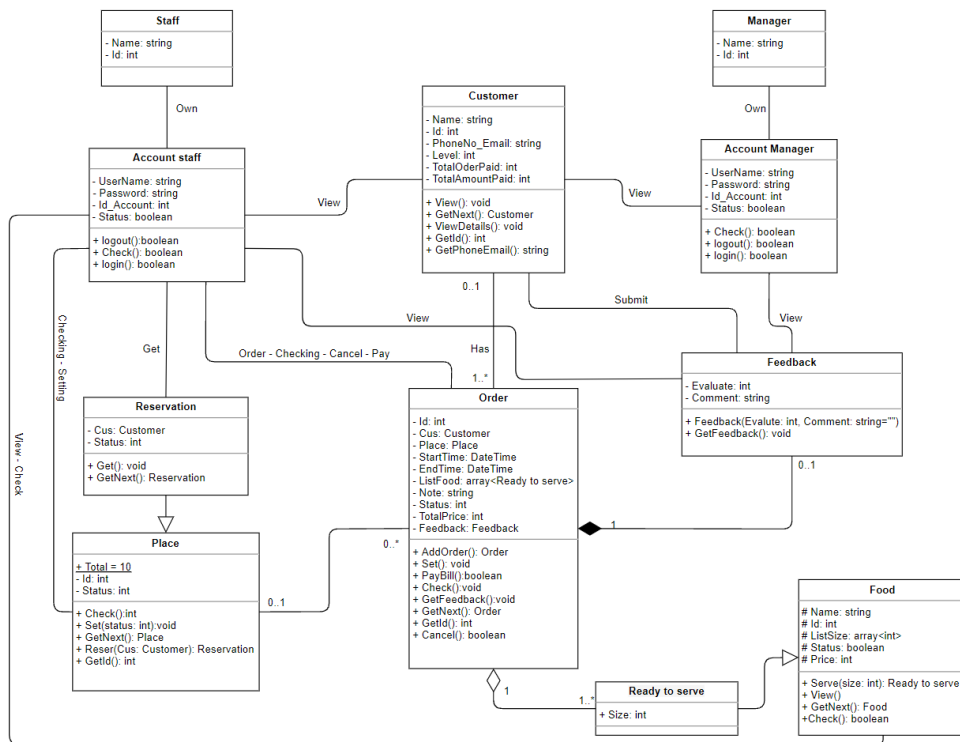 Staff
- Name: string
- Id: int
Manager
- Name: string
- Id: int
Own
Own
Customer
- Name: string
- Id: int
- PhoneNo_Email: string
- Level: int
- TotalOderPaid: int
- TotalAmountPaid: int
+ View(): void
+ GetNext(): Customer
+ ViewDetails(): void
+ GetId(): int
+ GetPhoneEmail(): string
Account staff
- UserName: string
- Password: string
- Id_Account: int
- Status: boolean
+ logout():boolean
+ Check(): boolean
+ login(): boolean
Account Manager
- UserName: string
- Password: string
- Id_Account: int
- Status: boolean
+ Check(): boolean
+ logout(): boolean
+ login(): boolean
View
View
0..1
Submit
View
View
Checking - Setting
Get
Order - Checking - Cancel - Pay
Has
1..*
Feedback
- Evaluate: int
- Comment: string
+ Feedback(Evalute: int, Comment: string="")
+ GetFeedback(): void
0..1
Reservation
- Cus: Customer
- Status: int
+ Get(): void
+ GetNext(): Reservation
View - Check
Order
- Id: int
- Cus: Customer
- Place: Place
- StartTime: DateTime
- EndTime: DateTime
- ListFood: array<Ready to serve>
- Note: string
- Status: int
- TotalPrice: int
- Feedback: Feedback
+ AddOrder(): Order
+ Set(): void
+ PayBill():boolean
+ Check():void
+ GetFeedback():void
+ GetNext(): Order
+ GetId(): int
+ Cancel(): boolean
1
0..*
0..1
Place
+ Total = 10
- Id: int
- Status: int
+ Check():int
+ Set(status: int):void
+ GetNext(): Place
+ Reser(Cus: Customer): Reservation
+ GetId(): int
Food
# Name: string
# Id: int
# ListSize: array<int>
# Status: boolean
# Price: int
+ Serve(size: int): Ready to serve
+ View()
+ GetNext(): Food
+Check(): boolean
1
1..*
Ready to serve
+ Size: int